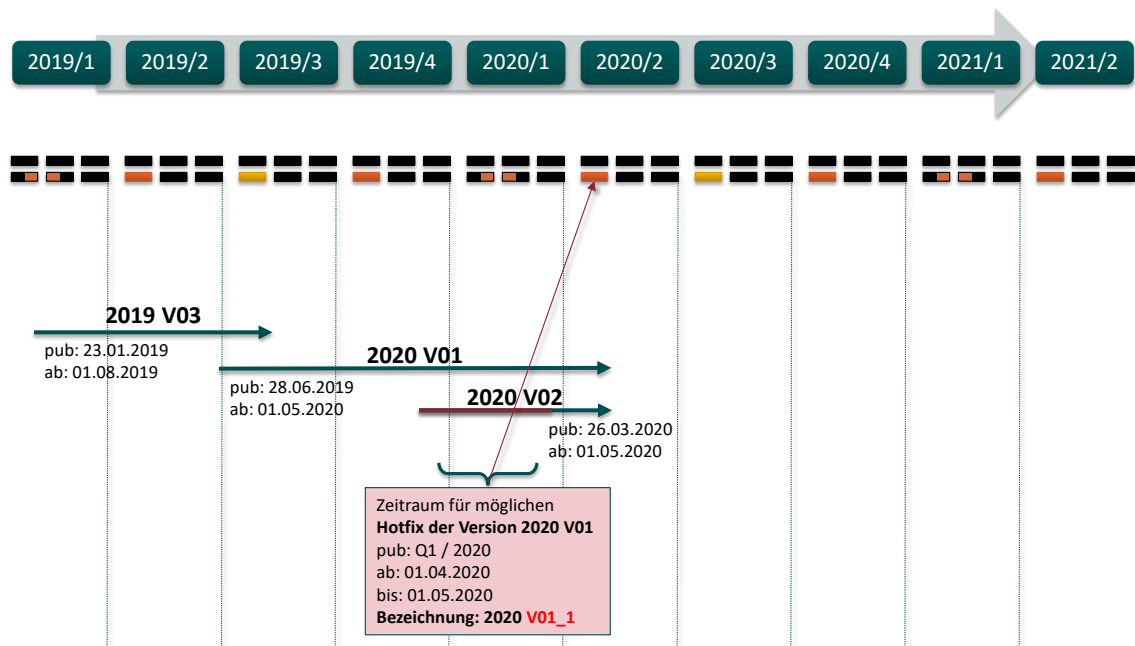 2019/1
2019/2
2019/3
2019/4
2020/1
2020/2
2020/3
2020/4
2021/1
2021/2
2019 V03
pub: 23.01.2019
ab: 01.08.2019
2020 V01
pub: 28.06.2019
ab: 01.05.2020
2020 V02
pub: 26.03.2020
ab: 01.05.2020
Zeitraum für möglichen
Hotfix der Version 2020 V01
pub: Q1 / 2020
ab: 01.04.2020
bis: 01.05.2020
Bezeichnung: 2020 V01_1